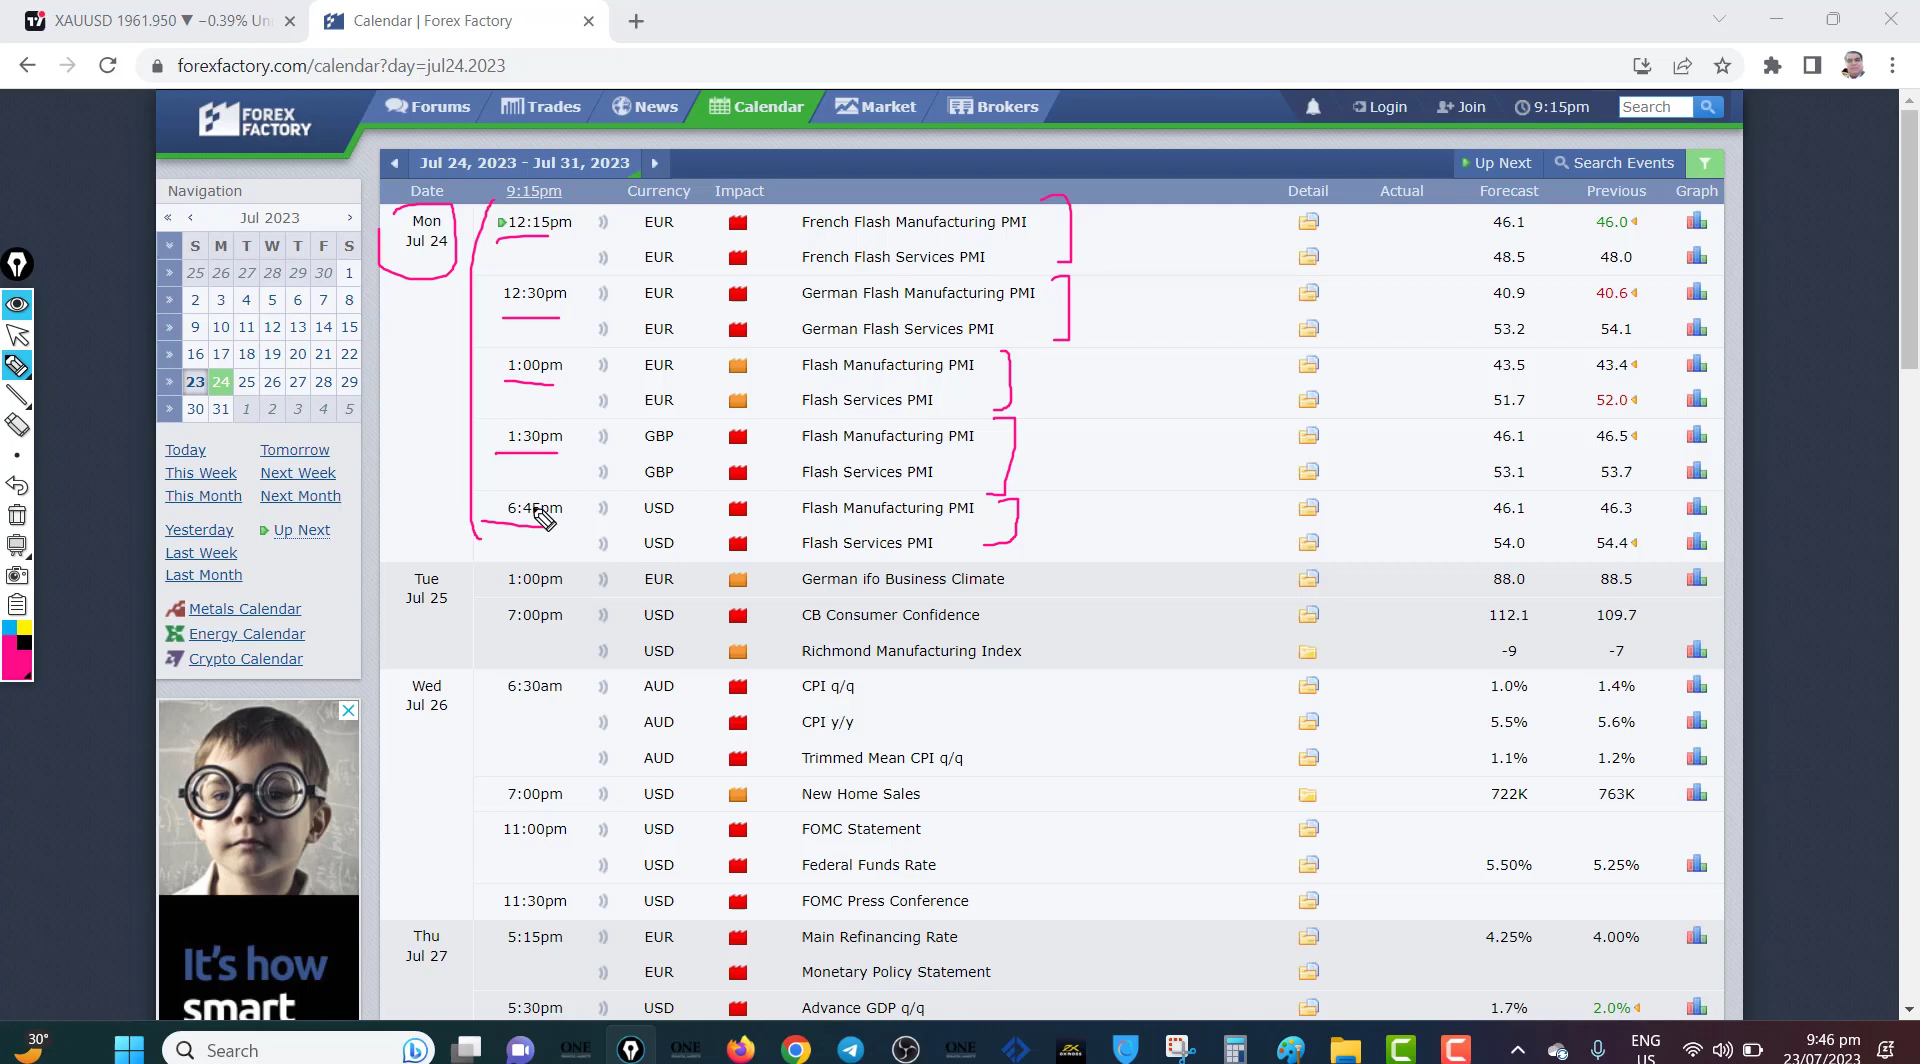 XAUUSD 1961.950 ▼ −0.39% Un
Calendar | Forex Factory
forexfactory.com/calendar?day=jul24.2023
FOREX
FACTORY
Forums Trades News Calendar Market Brokers
Login Join 9:15pm Search
Navigation
« ‹ Jul 2023 ›
S M T W T F S
» 25 26 27 28 29 30 1
» 2 3 4 5 6 7 8
» 9 10 11 12 13 14 15
» 16 17 18 19 20 21 22
» 23 24 25 26 27 28 29
» 30 31 1 2 3 4 5
Today Tomorrow
This Week Next Week
This Month Next Month
Yesterday Up Next
Last Week
Last Month
Metals Calendar
Energy Calendar
Crypto Calendar
It's how
smart
Jul 24, 2023 - Jul 31, 2023
Up Next Search Events
Date 9:15pm Currency Impact Detail Actual Forecast Previous Graph
Mon
Jul 24
12:15pm EUR French Flash Manufacturing PMI 46.1 46.0
EUR French Flash Services PMI 48.5 48.0
12:30pm EUR German Flash Manufacturing PMI 40.9 40.6
EUR German Flash Services PMI 53.2 54.1
1:00pm EUR Flash Manufacturing PMI 43.5 43.4
EUR Flash Services PMI 51.7 52.0
1:30pm GBP Flash Manufacturing PMI 46.1 46.5
GBP Flash Services PMI 53.1 53.7
6:45pm USD Flash Manufacturing PMI 46.1 46.3
USD Flash Services PMI 54.0 54.4
Tue
Jul 25
1:00pm EUR German ifo Business Climate 88.0 88.5
7:00pm USD CB Consumer Confidence 112.1 109.7
USD Richmond Manufacturing Index -9 -7
Wed
Jul 26
6:30am AUD CPI q/q 1.0% 1.4%
AUD CPI y/y 5.5% 5.6%
AUD Trimmed Mean CPI q/q 1.1% 1.2%
7:00pm USD New Home Sales 722K 763K
11:00pm USD FOMC Statement
USD Federal Funds Rate 5.50% 5.25%
11:30pm USD FOMC Press Conference
Thu
Jul 27
5:15pm EUR Main Refinancing Rate 4.25% 4.00%
EUR Monetary Policy Statement
5:30pm USD Advance GDP q/q 1.7% 2.0%
30°
Search
ONE ONE ONE
ENG
US
9:46 pm
23/07/2023